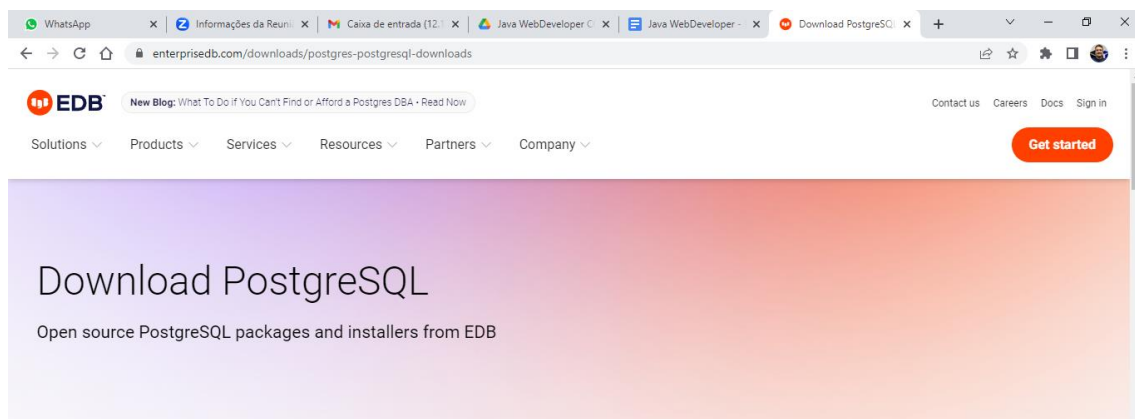 WhatsApp Informações da Reuni Caixa de entrada (12.1 Java WebDeveloper C Java WebDeveloper - Download PostgreSQ
enterprisedb.com/downloads/postgres-postgresql-downloads
EDB New Blog: What To Do if You Can't Find or Afford a Postgres DBA • Read Now Contact us Careers Docs Sign in
Solutions Products Services Resources Partners Company Get started
Download PostgreSQL
Open source PostgreSQL packages and installers from EDB